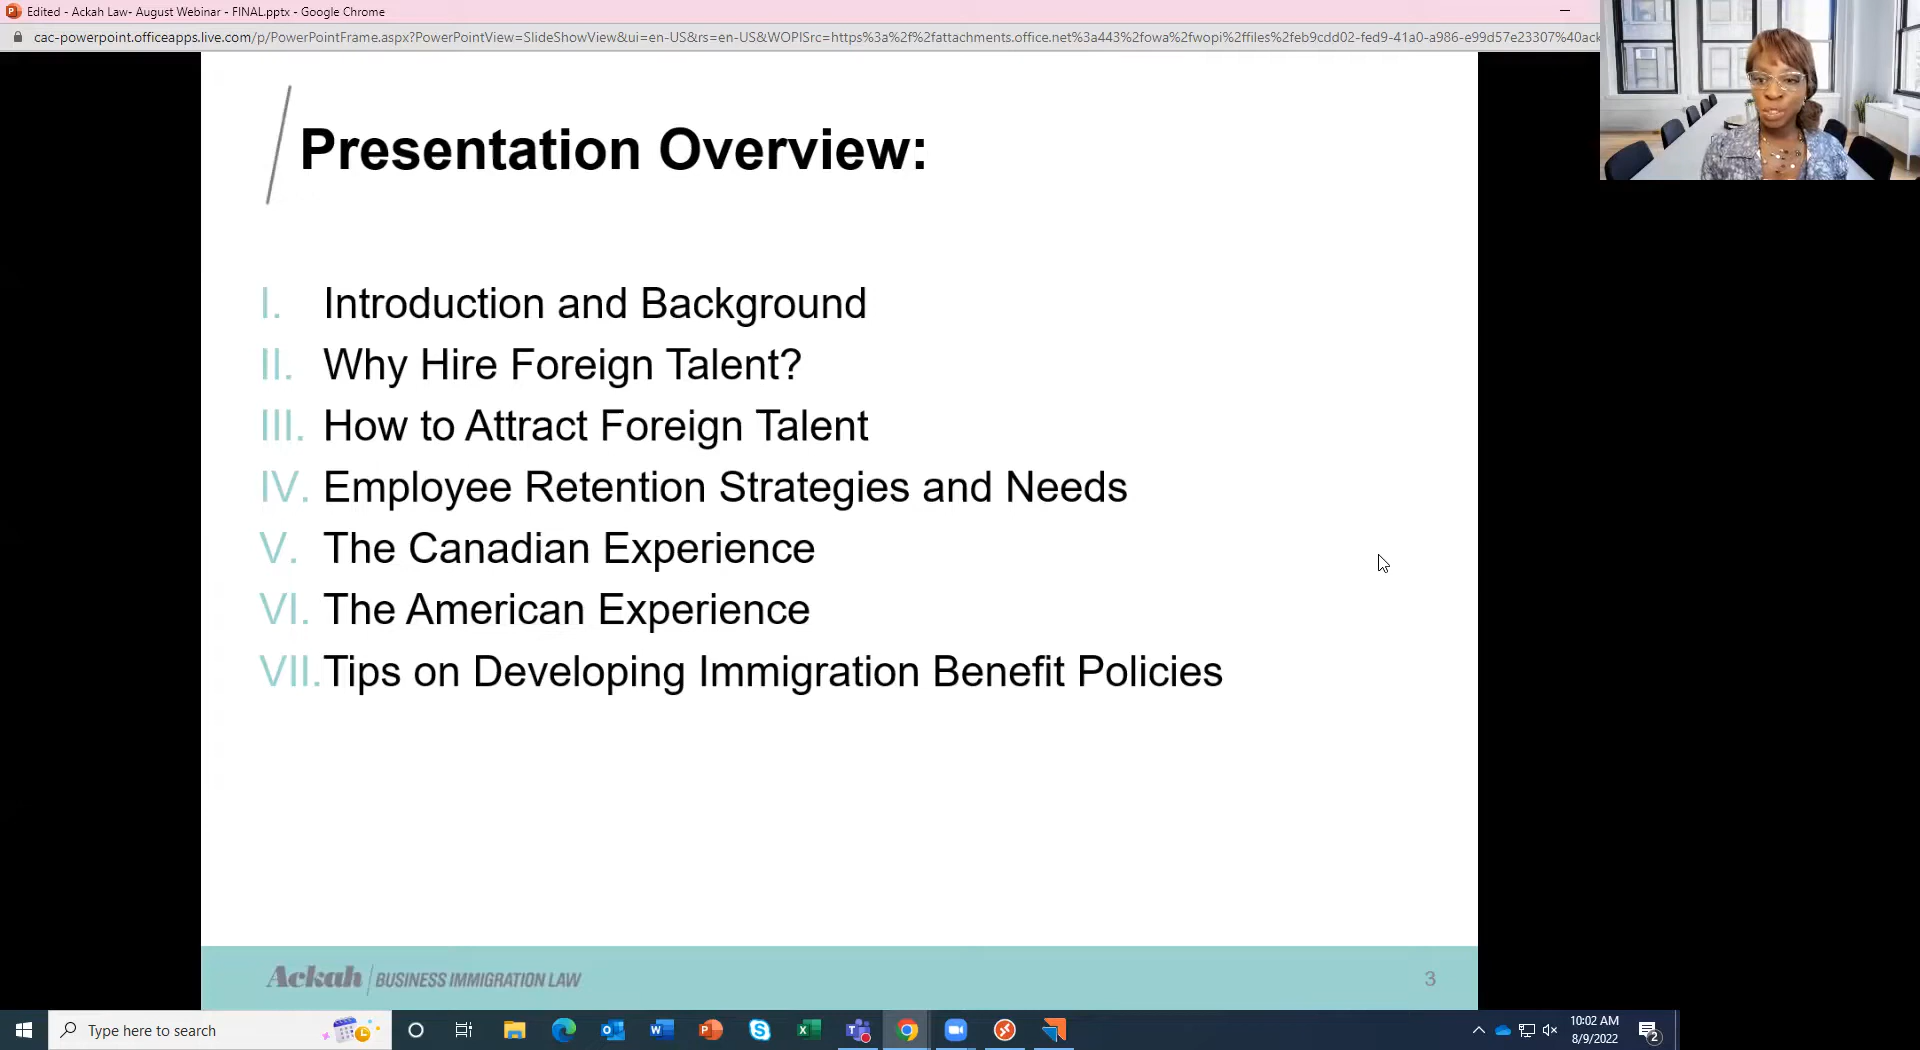 Edited - Ackah Law- August Webinar - FINAL.pptx - Google Chrome
cac-powerpoint.officeapps.live.com/p/PowerPointFrame.aspx?PowerPointView=SlideShowView&ui=en-US&rs=en-US&WOPISrc=https%3a%2f%2fattachments.office.net%3a443%2fowa%2fwopi%2ffiles%2feb9cdd02-fed9-41a0-a986-e99d57e23307%40ack
Presentation Overview:
I. Introduction and Background
II. Why Hire Foreign Talent?
III. How to Attract Foreign Talent
IV. Employee Retention Strategies and Needs
V. The Canadian Experience
VI. The American Experience
VII. Tips on Developing Immigration Benefit Policies
Ackah BUSINESS IMMIGRATION LAW
3
Type here to search
10:02 AM
8/9/2022
2